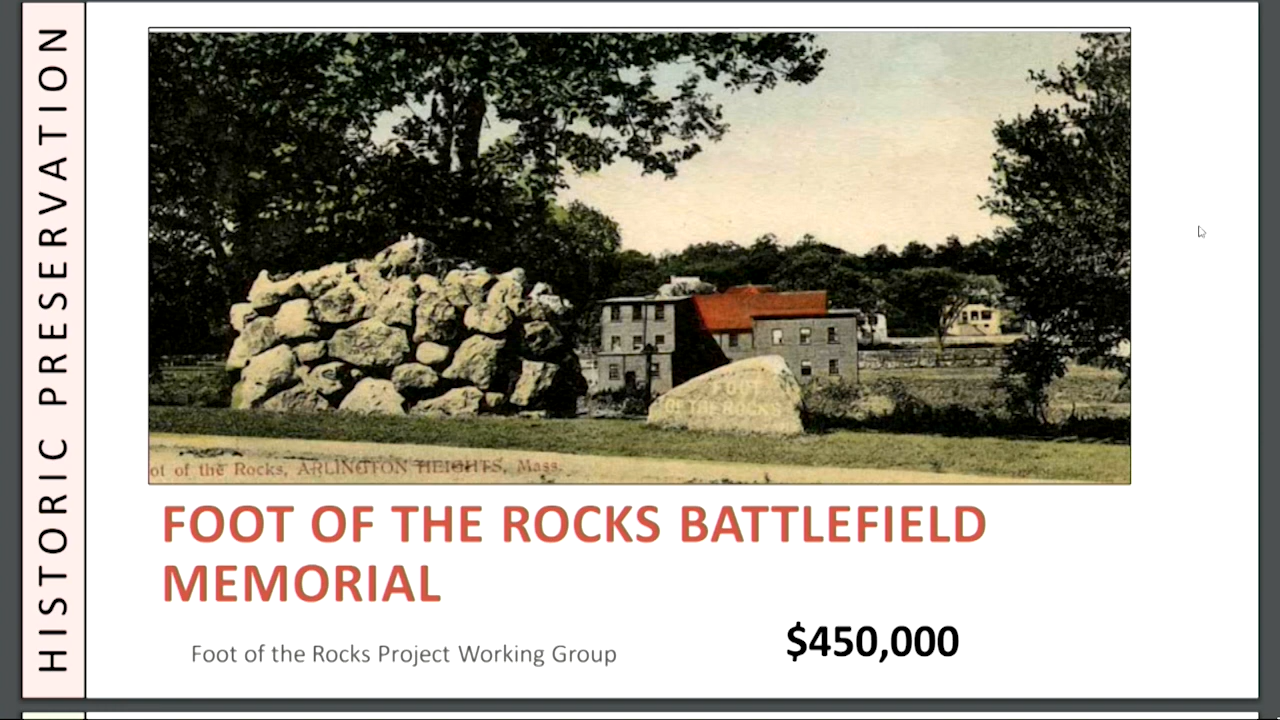 HISTORIC PRESERVATION
FOOT
OF THE ROCKS
ot of the Rocks, ARLINGTON HEIGHTS, Mass.
FOOT OF THE ROCKS BATTLEFIELD
MEMORIAL
$450,000
Foot of the Rocks Project Working Group